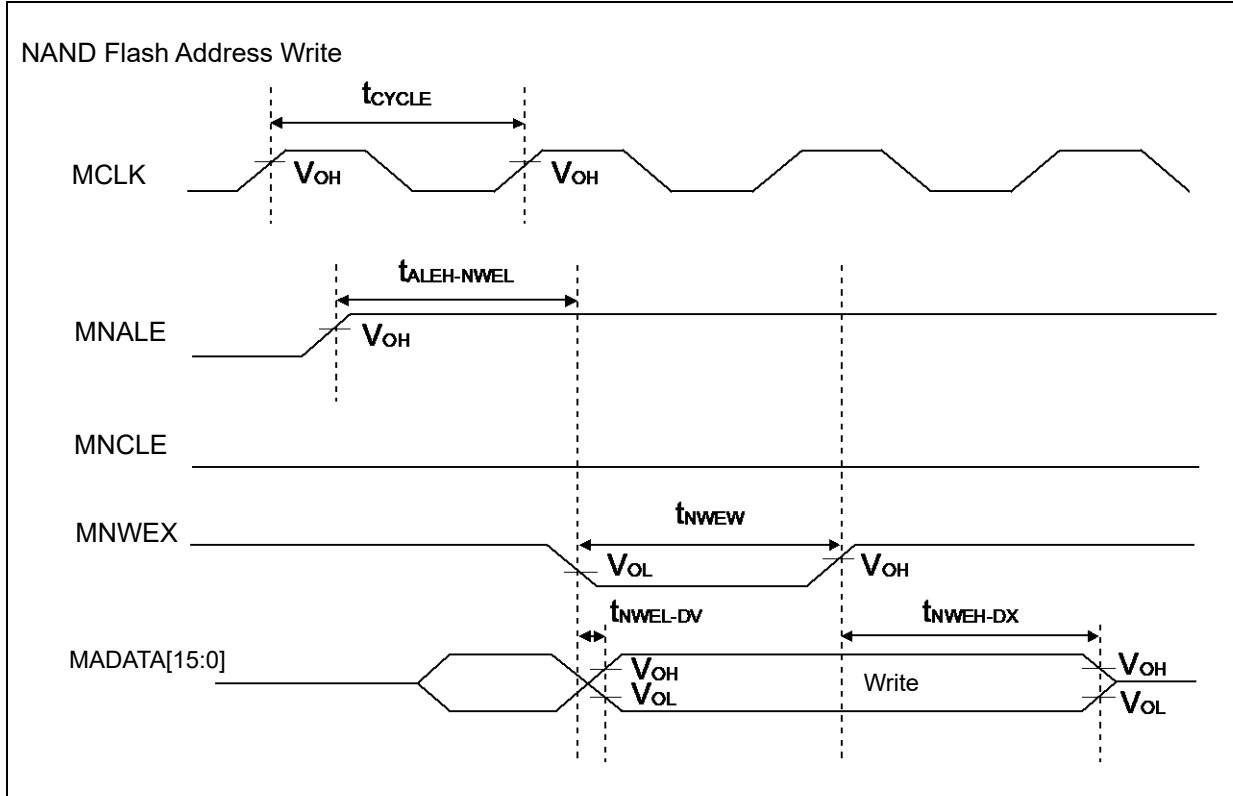 NAND Flash Address Write
tCYCLE
MCLK
VOH
VOH
tALEH-NWEL
MNALE
VOH
MNCLE
tNWEW
MNWEX
VOL
VOH
tNWEL-DV
tNWEH-DX
MADATA[15:0]
VOH
VOL
Write
VOH
VOL